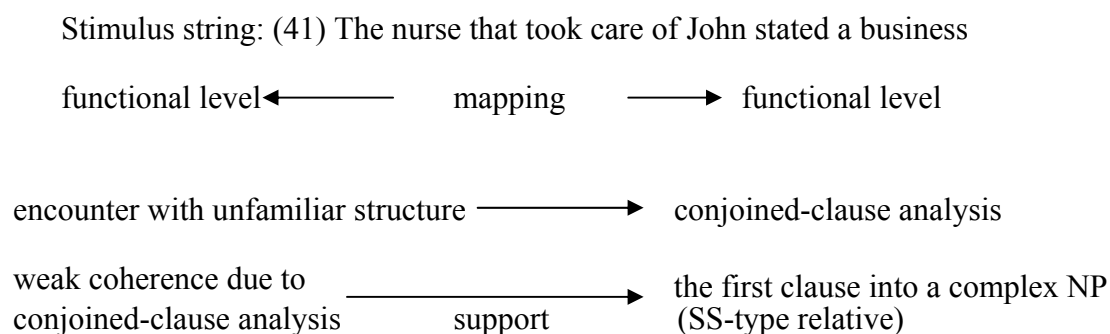 Stimulus string: (41) The nurse that took care of John stated a business
functional level mapping functional level
encounter with unfamiliar structure conjoined-clause analysis
weak coherence due to the first clause into a complex NP
conjoined-clause analysis support (SS-type relative)